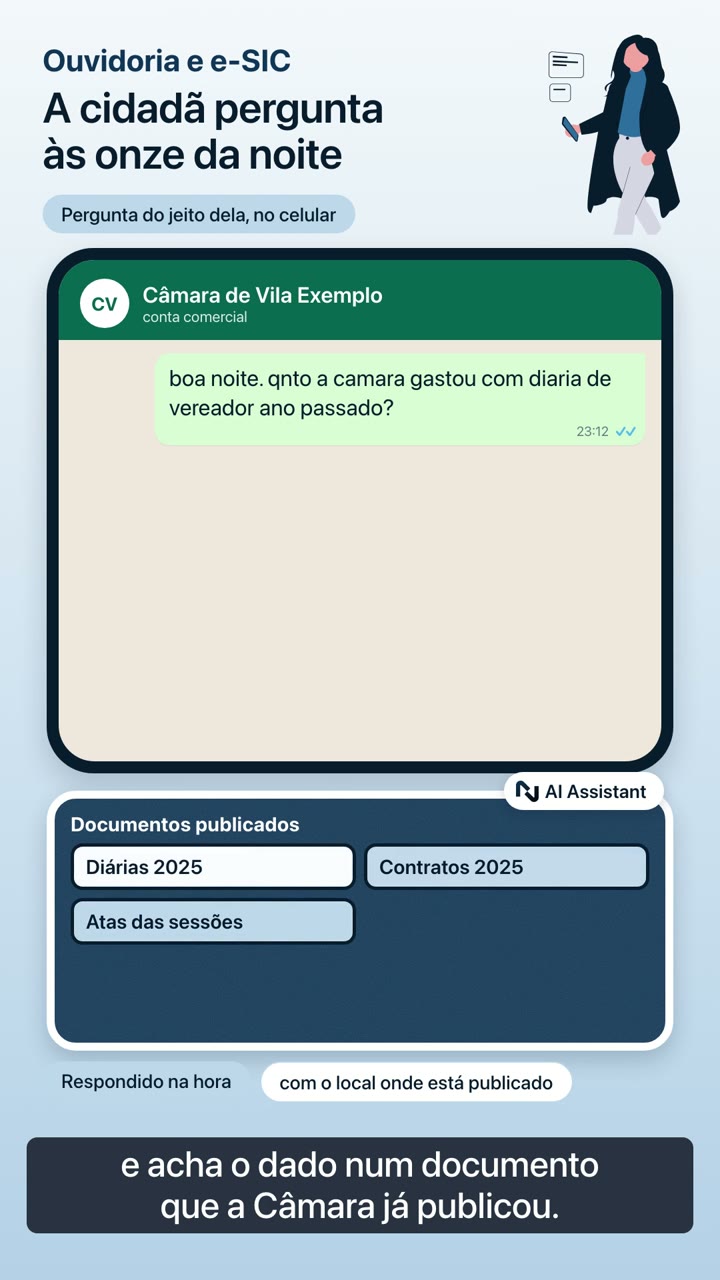 Ouvidoria e e-SIC
A cidadã pergunta
às onze da noite
Pergunta do jeito dela, no celular
CV
Câmara de Vila Exemplo
conta comercial
boa noite. qnto a camara gastou com diaria de
vereador ano passado?
23:12
AI Assistant
Documentos publicados
Diárias 2025
Contratos 2025
Atas das sessões
Respondido na hora
com o local onde está publicado
e acha o dado num documento
que a Câmara já publicou.